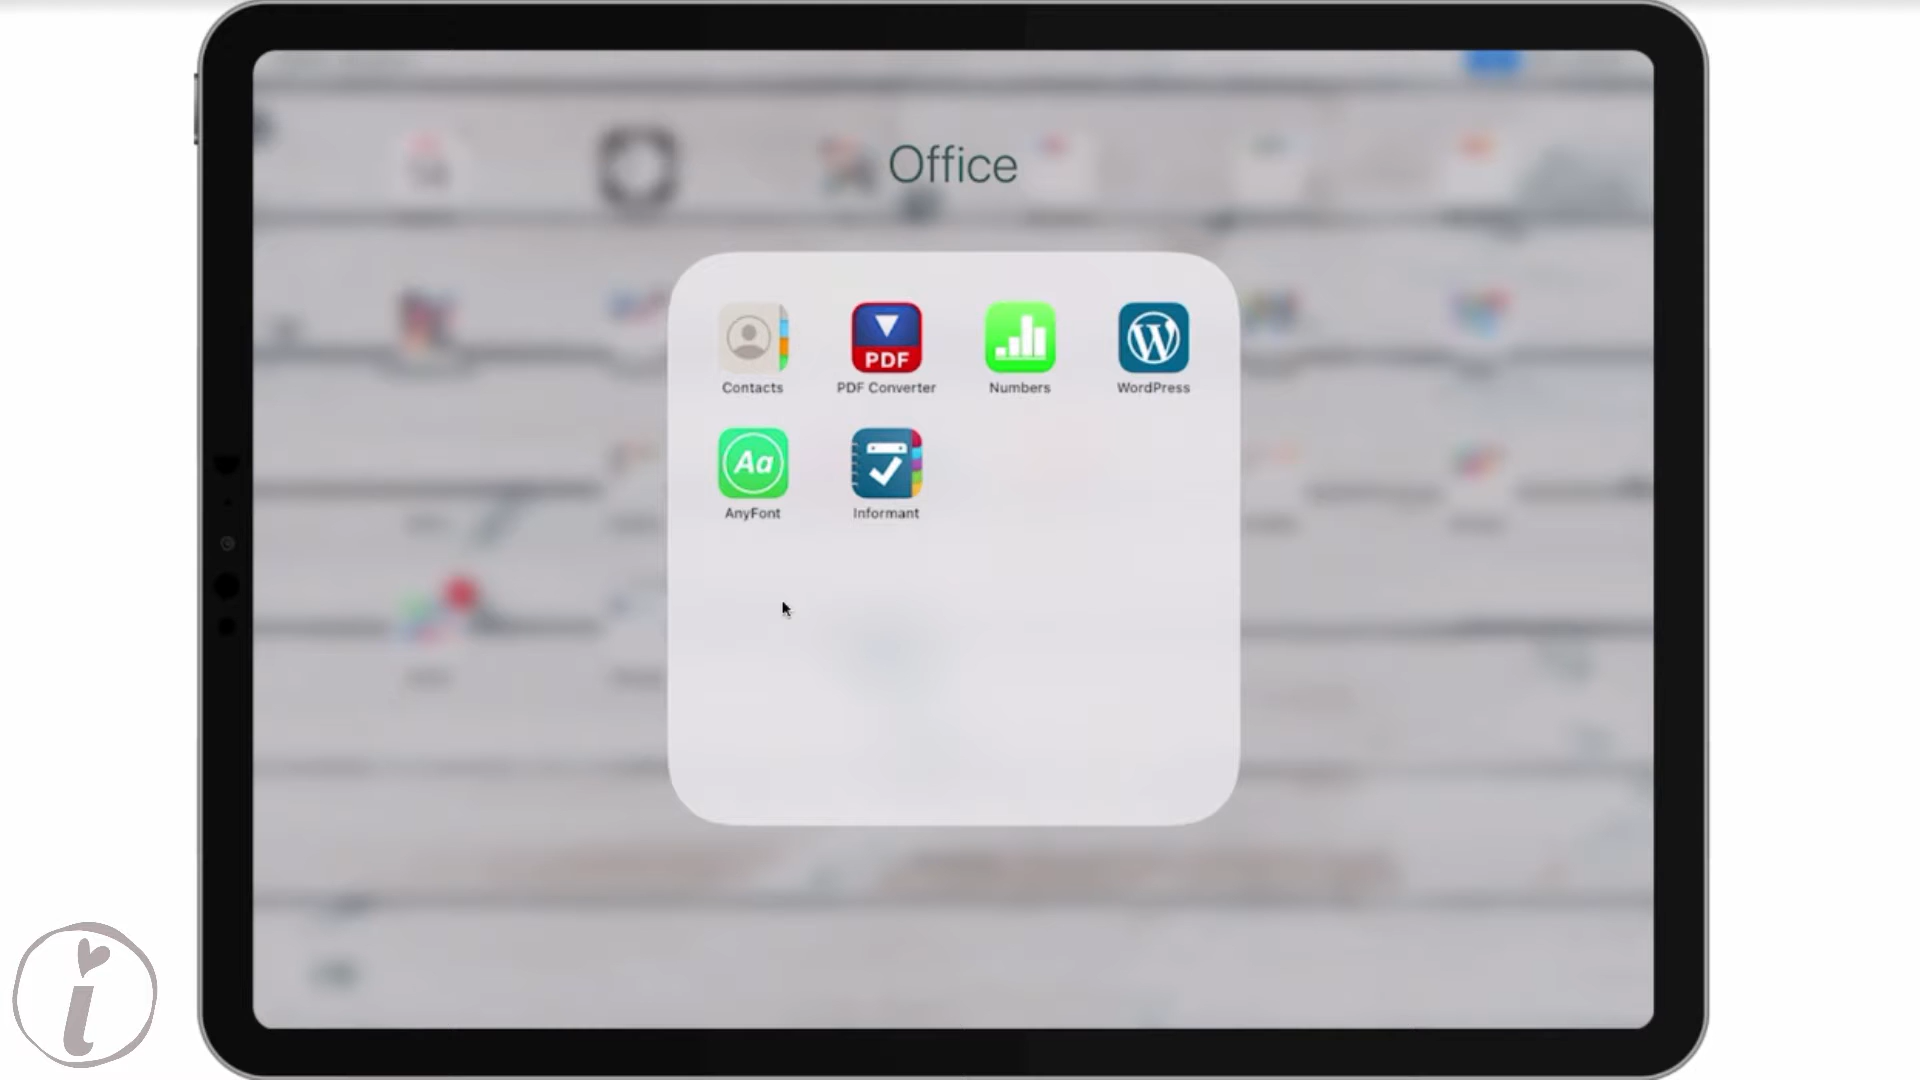 Office
Contacts
PDF Converter
PDF
Numbers
WordPress
W
Aa
AnyFont
Informant
i